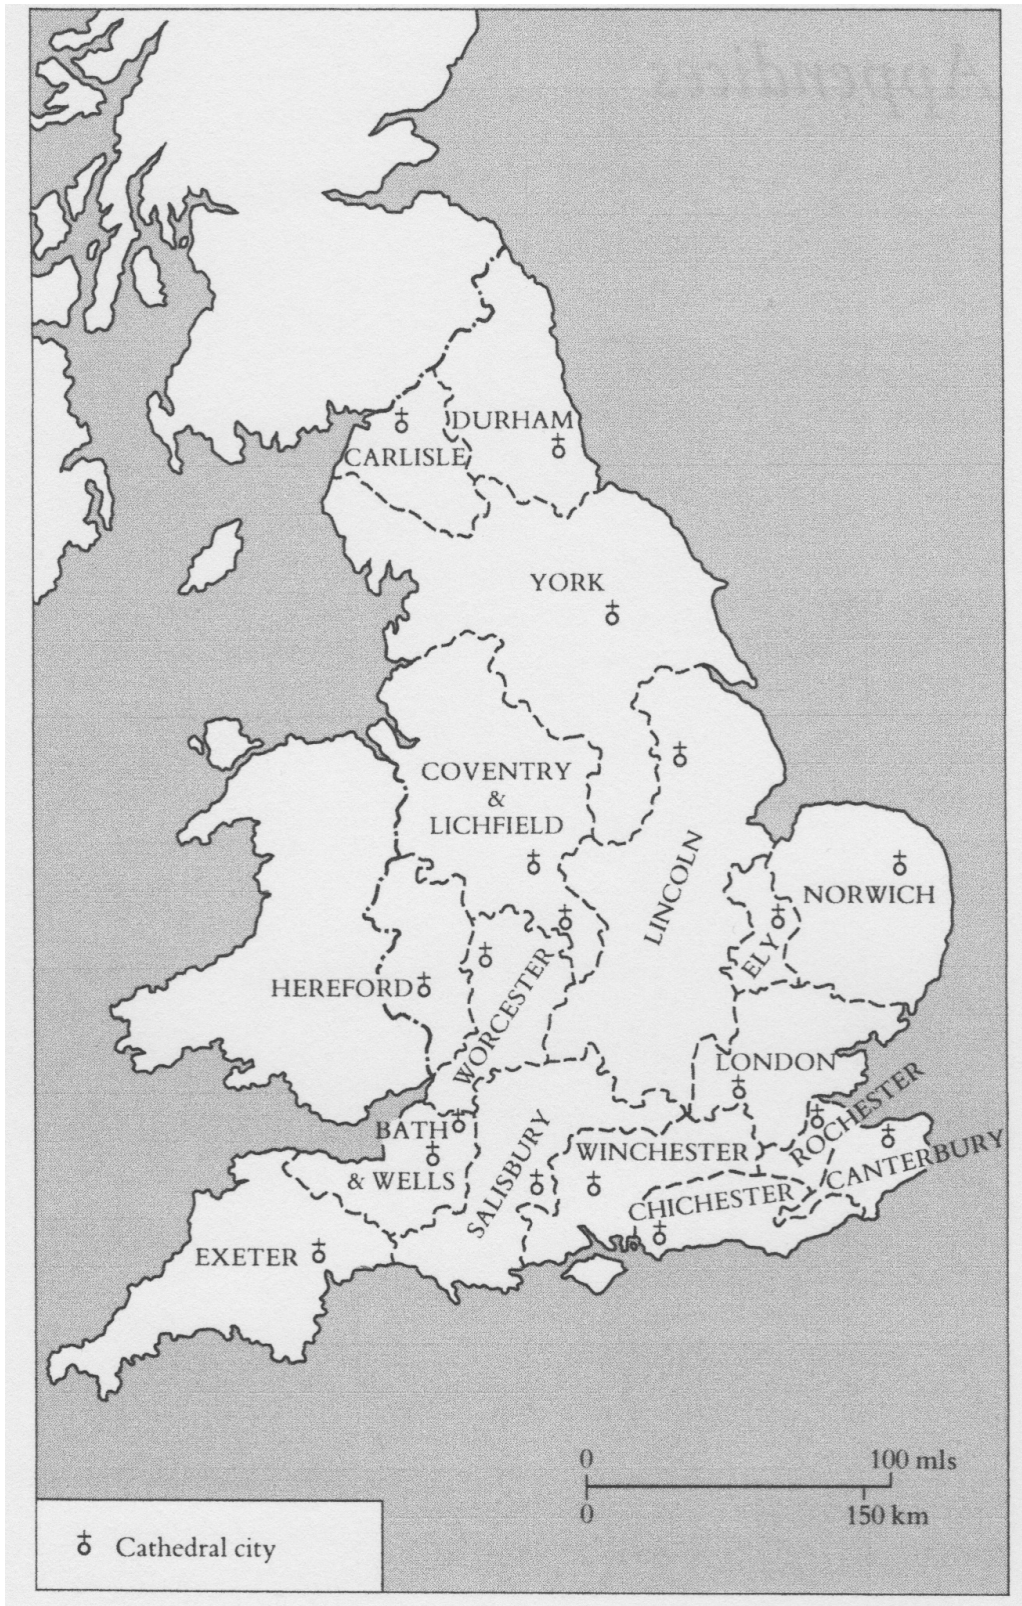 Appendices
DURHAM
CARLISLE
YORK
COVENTRY
&
LICHFIELD
LINCOLN
NORWICH
ELY
HEREFORD
WORCESTER
LONDON
ROCHESTER
BATH
& WELLS
SALISBURY
WINCHESTER
CANTERBURY
CHICHESTER
EXETER
0 100 mls
0 150 km
Cathedral city